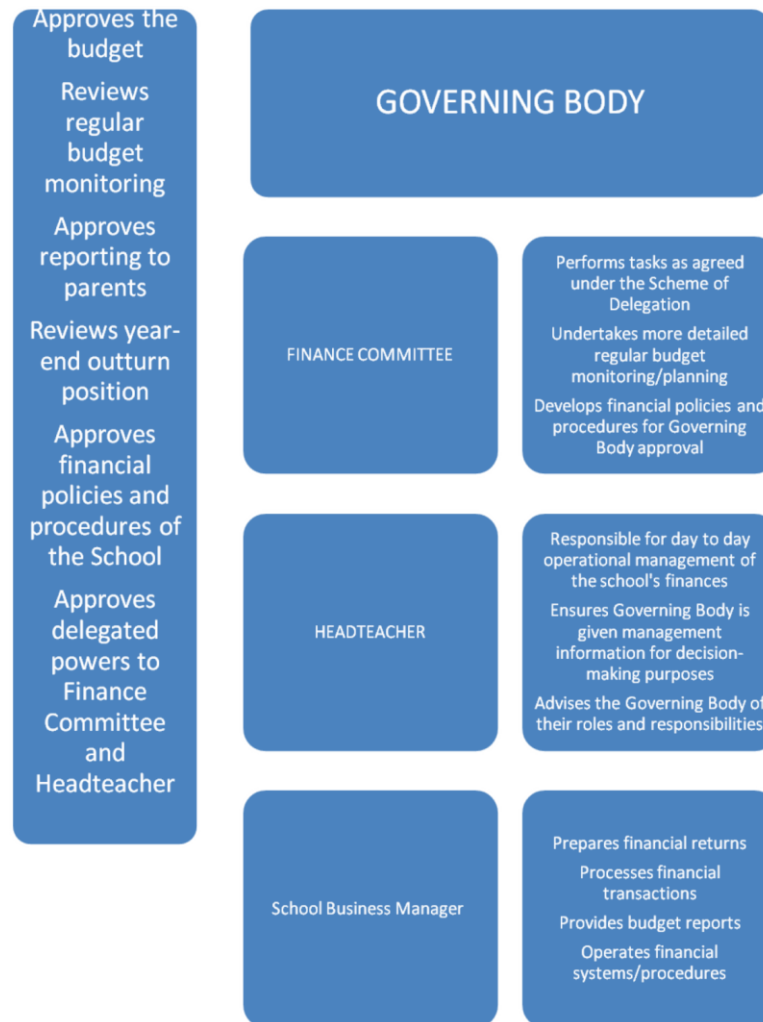 Approves the
budget
Reviews
regular
budget
monitoring
Approves
reporting to
parents
Reviews year-
end outturn
position
Approves
financial
policies and
procedures of
the School
Approves
delegated
powers to
Finance
Committee
and
Headteacher
GOVERNING BODY
FINANCE COMMITTEE
Performs tasks as agreed
under the Scheme of
Delegation
Undertakes more detailed
regular budget
monitoring/planning
Develops financial policies and
procedures for Governing
Body approval
HEADTEACHER
Responsible for day to day
operational management of
the school's finances
Ensures Governing Body is
given management
information for decision-
making purposes
Advises the Governing Body of
their roles and responsibilities
School Business Manager
Prepares financial returns
Processes financial
transactions
Provides budget reports
Operates financial
systems/procedures